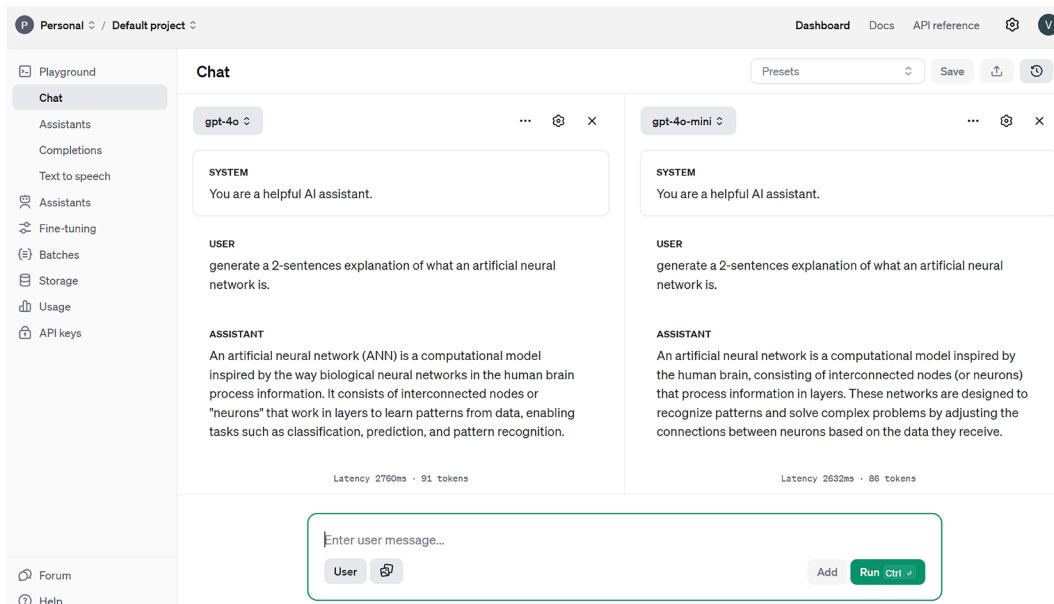 P Personal / Default project
Dashboard Docs API reference V
Playground
Chat
Assistants
Completions
Text to speech
Assistants
Fine-tuning
Batches
Storage
Usage
API keys
Forum
Help
Chat
Presets Save
gpt-4o
SYSTEM
You are a helpful AI assistant.
USER
generate a 2-sentences explanation of what an artificial neural
network is.
ASSISTANT
An artificial neural network (ANN) is a computational model
inspired by the way biological neural networks in the human brain
process information. It consists of interconnected nodes or
"neurons" that work in layers to learn patterns from data, enabling
tasks such as classification, prediction, and pattern recognition.
Latency 2760ms · 91 tokens
gpt-4o-mini
SYSTEM
You are a helpful AI assistant.
USER
generate a 2-sentences explanation of what an artificial neural
network is.
ASSISTANT
An artificial neural network is a computational model inspired by
the human brain, consisting of interconnected nodes (or neurons)
that process information in layers. These networks are designed to
recognize patterns and solve complex problems by adjusting the
connections between neurons based on the data they receive.
Latency 2632ms · 86 tokens
Enter user message...
User Add Run Ctrl ↵